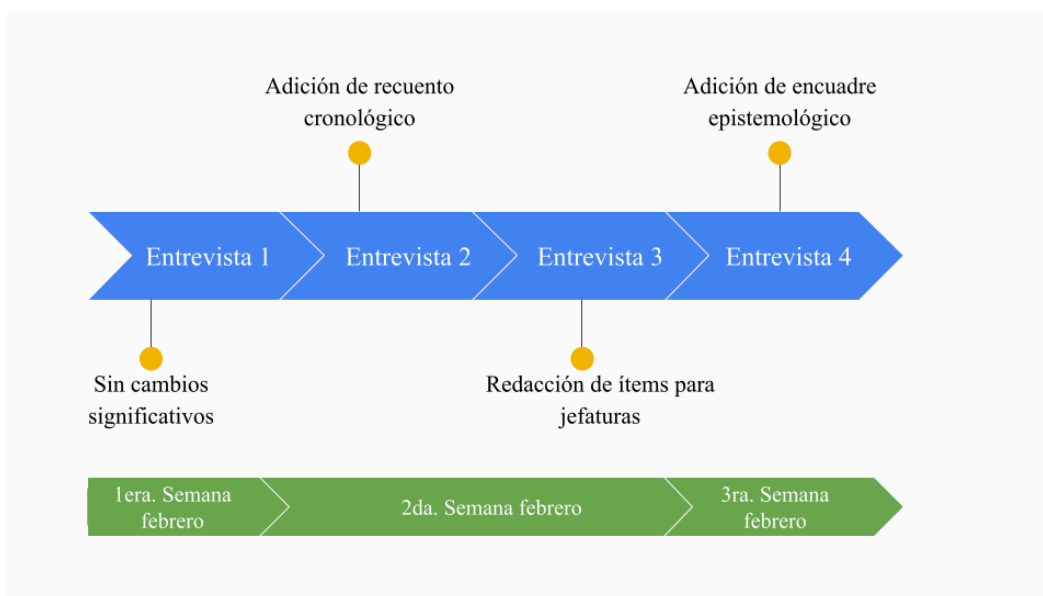 Adición de recuento
cronológico
Adición de encuadre
epistemológico
Entrevista 1
Entrevista 2
Entrevista 3
Entrevista 4
Sin cambios
significativos
Redacción de ítems para
jefaturas
1era. Semana
febrero
2da. Semana febrero
3ra. Semana
febrero